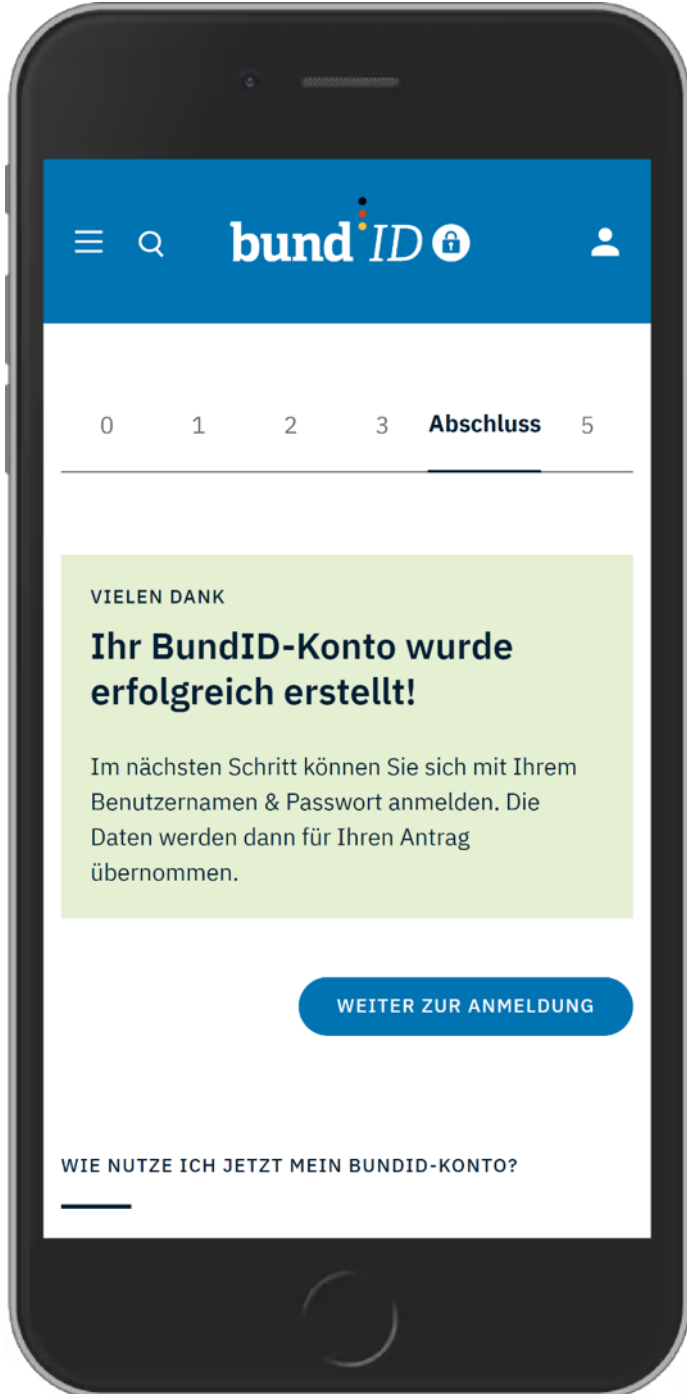 bund ID
0 1 2 3 Abschluss 5
VIELEN DANK
Ihr BundID-Konto wurde
erfolgreich erstellt!
Im nächsten Schritt können Sie sich mit Ihrem
Benutzernamen & Passwort anmelden. Die
Daten werden dann für Ihren Antrag
übernommen.
WEITER ZUR ANMELDUNG
WIE NUTZE ICH JETZT MEIN BUNDID-KONTO?